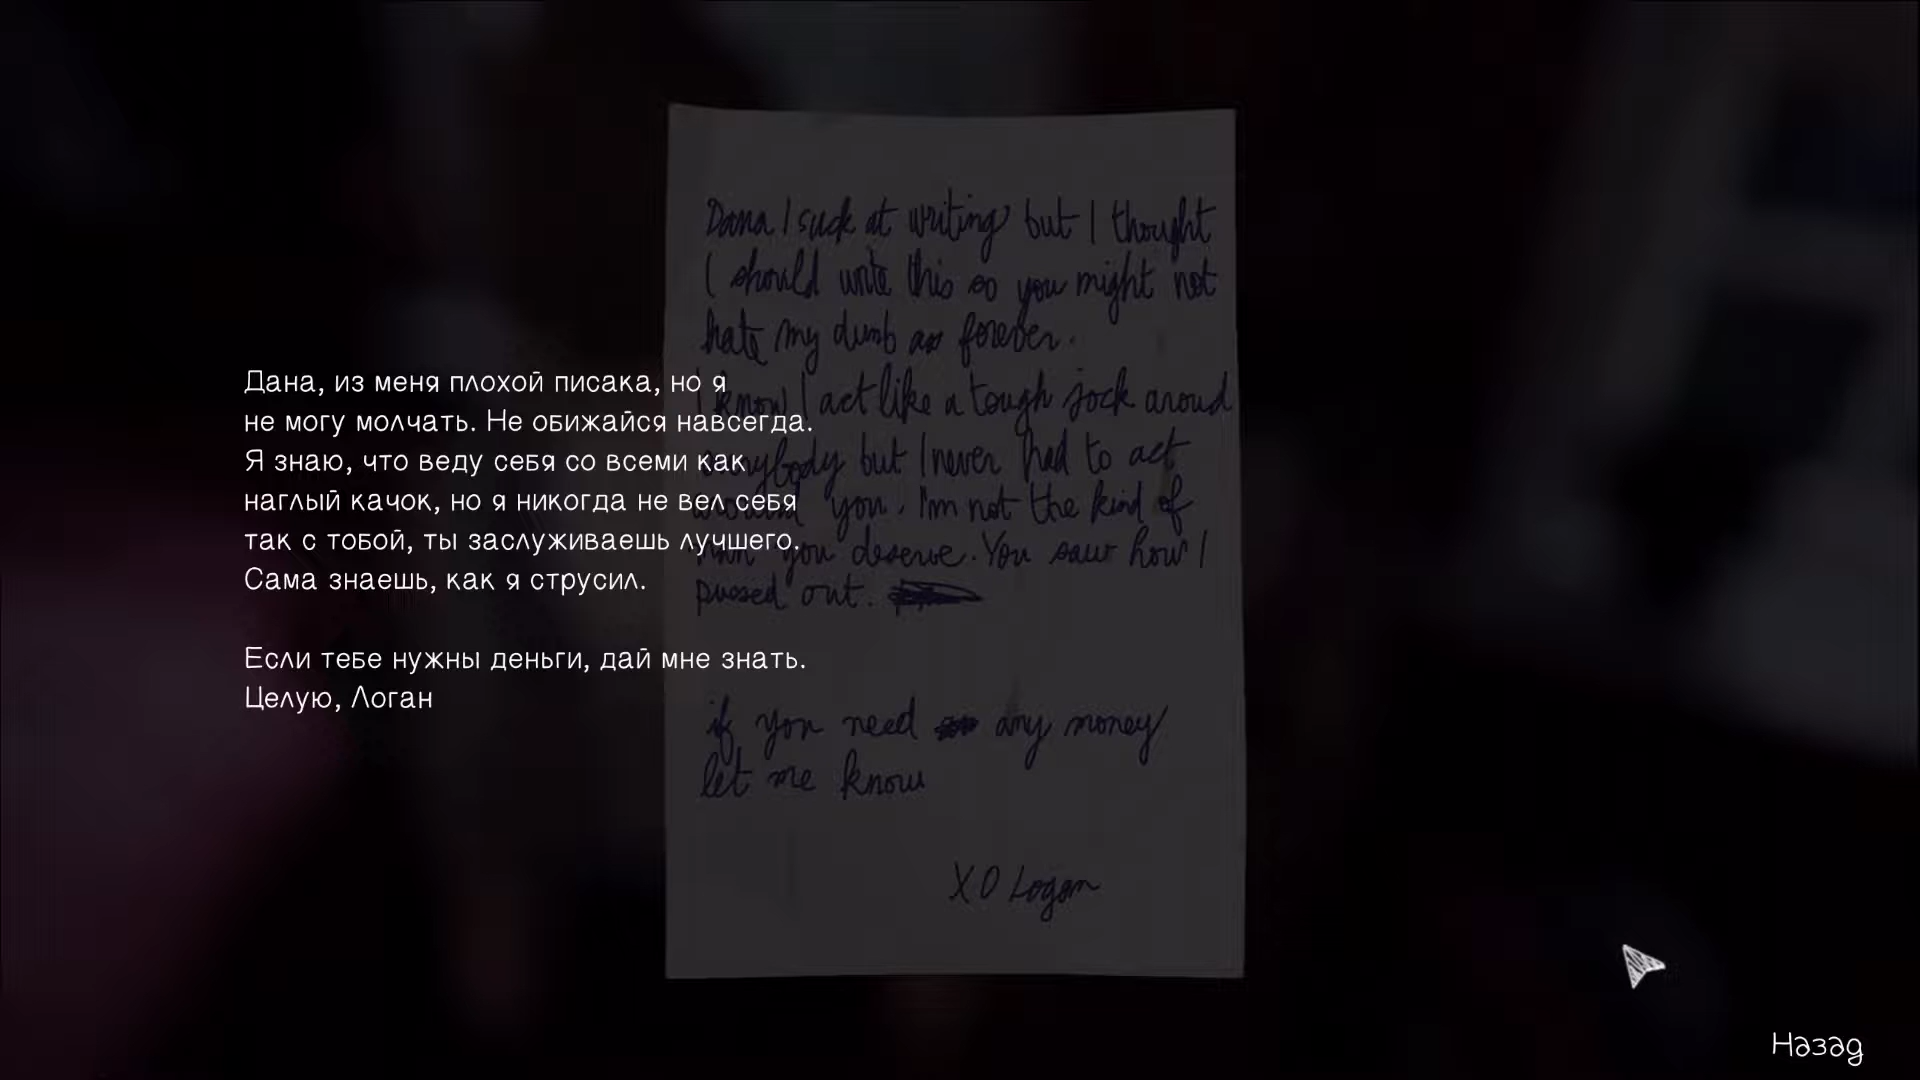 Дана, из меня плохой писака, но я
не могу молчать. Не обижайся навсегда.
Я знаю, что веду себя со всеми как
наглый качок, но я никогда не вел себя
так с тобой, ты заслуживаешь лучшего.
Сама знаешь, как я струсил.
Если тебе нужны деньги, дай мне знать.
Целую, Логан
Dana I suck at writing but I thought
I should write this so you might not
hate my dumb ass forever.
I know I act like a tough jock aroud
everybody but I never had to act
around you. I'm not the kind of
man you deserve. You saw how I
pussed out.
if you need any money
let me know
XO Logan
Назад